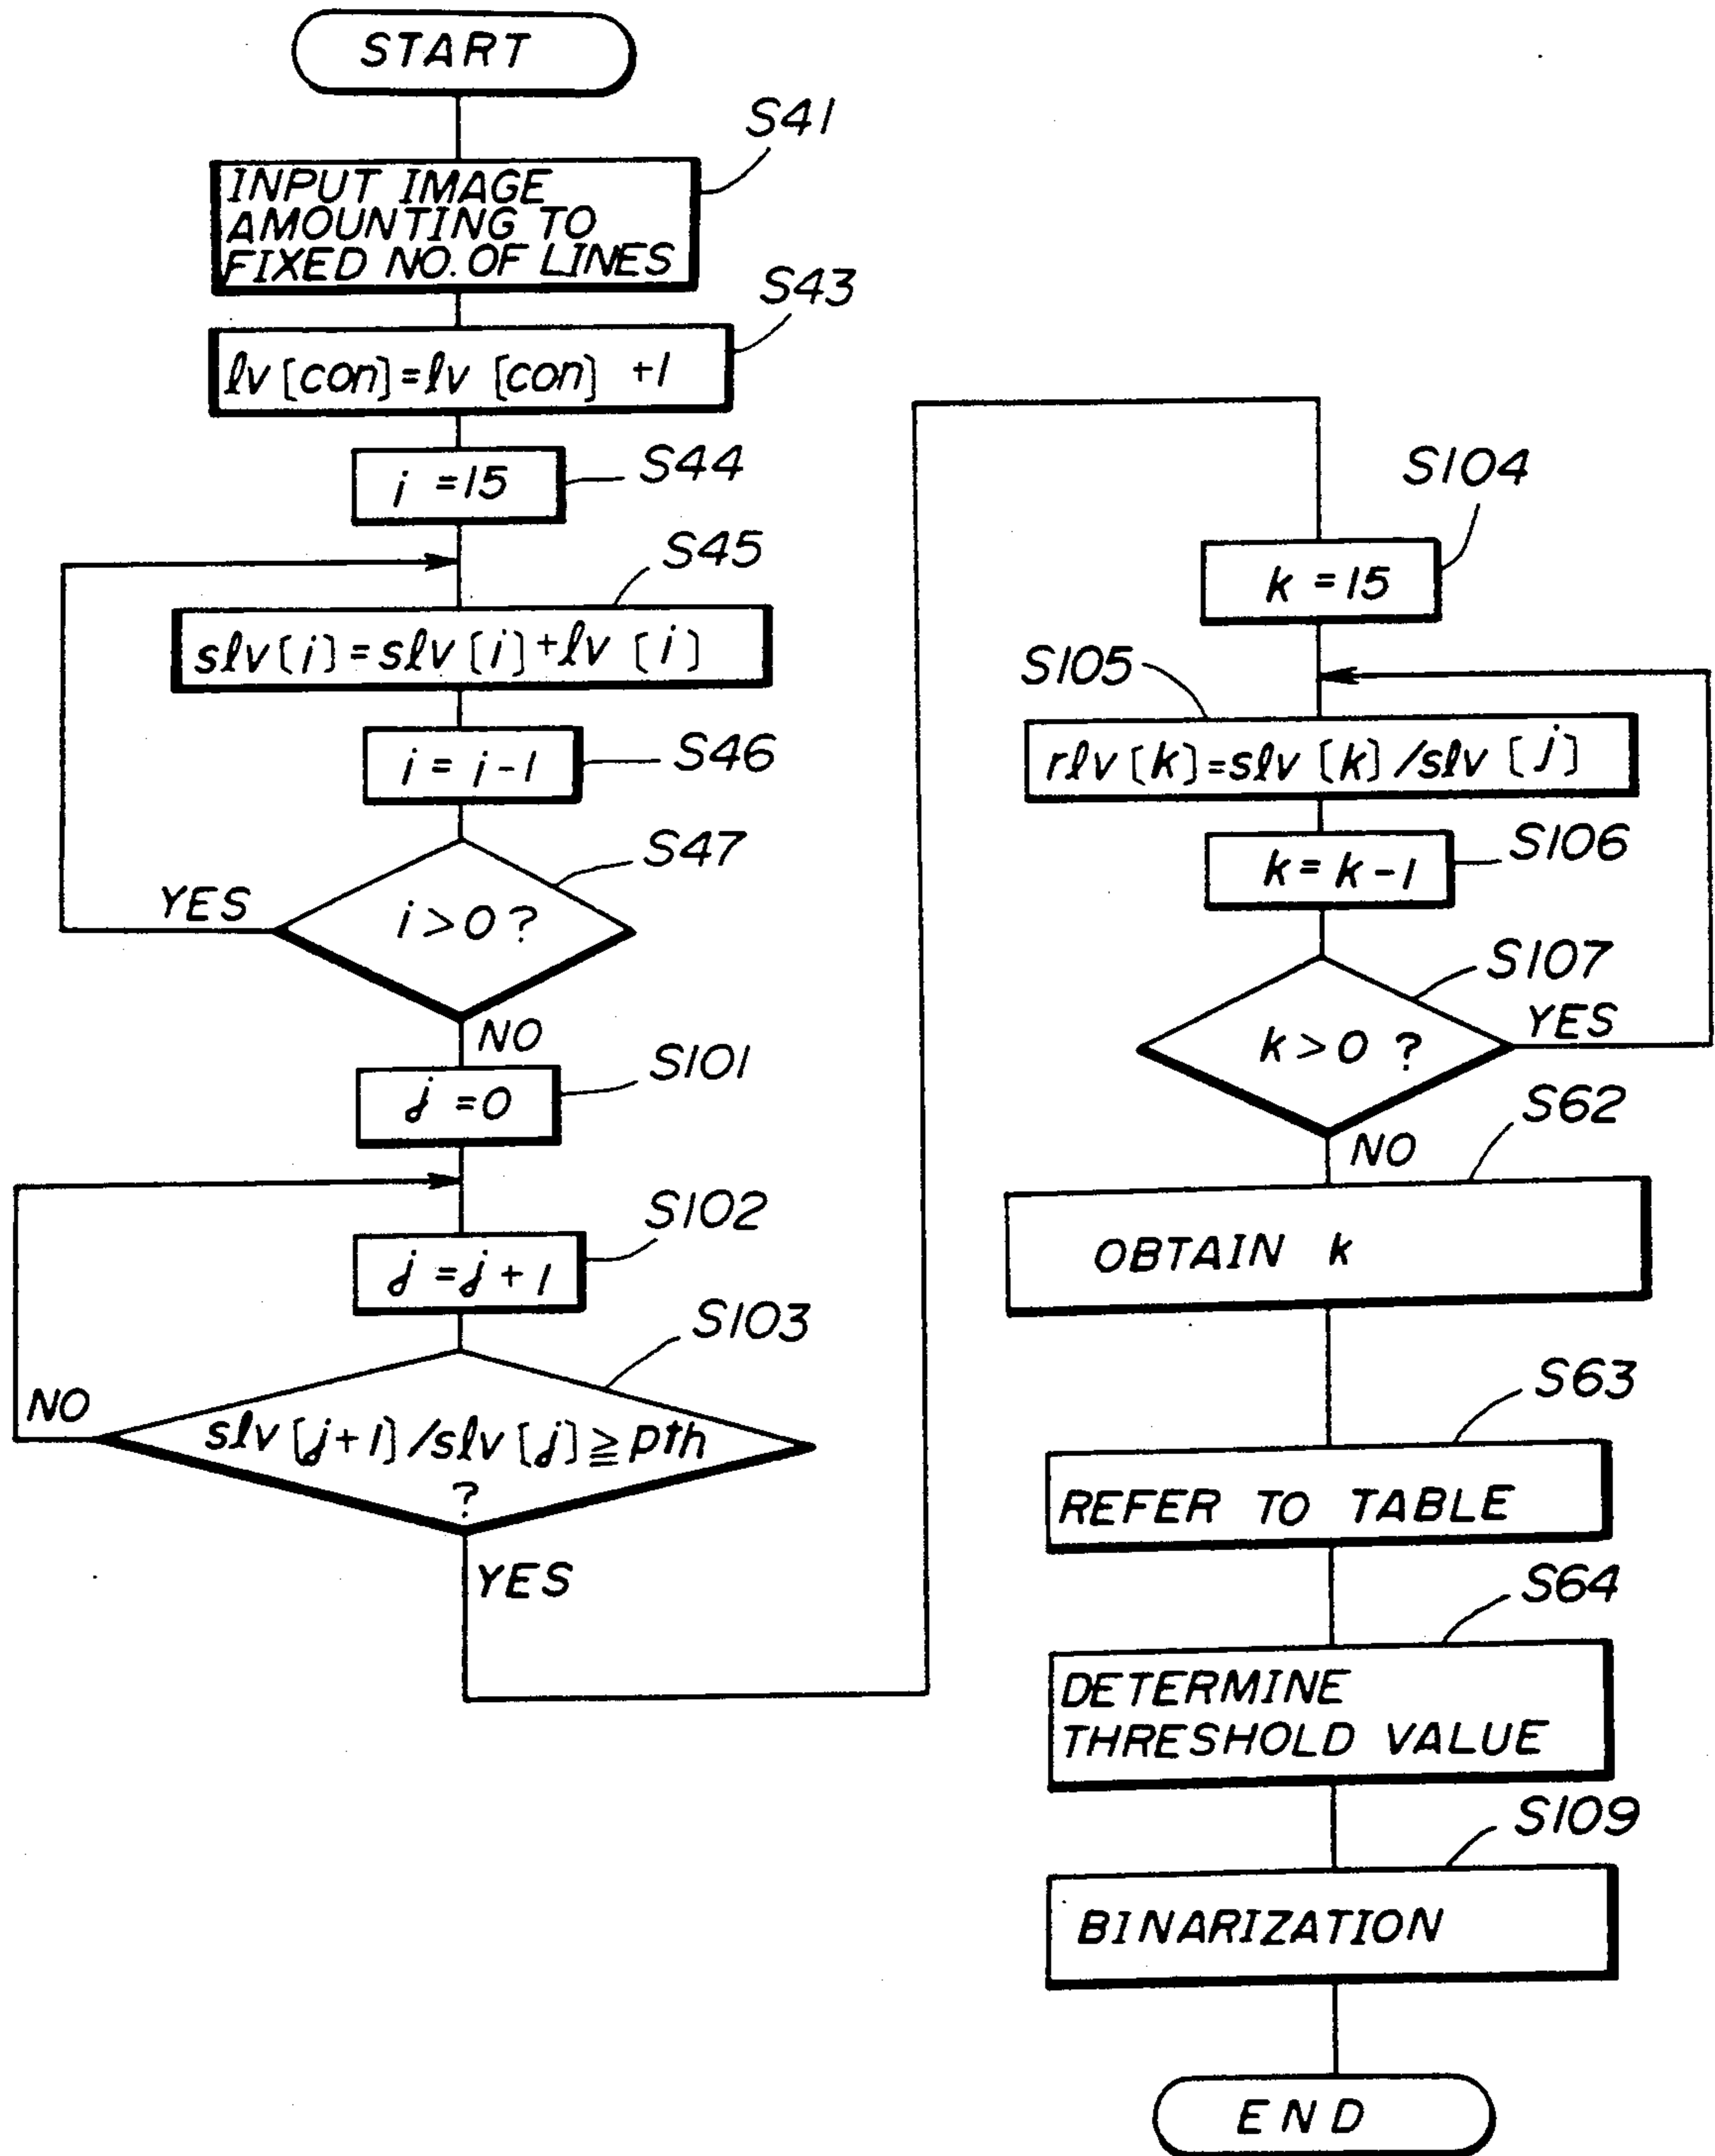 START
S41
INPUT IMAGE
AMOUNTING TO
FIXED NO. OF LINES
S43
lv [con] = lv [con] +1
S44
i = 15
S45
slv [i] = slv [i] + lv [i]
S46
i = i - 1
S47
i > 0 ?
YES
NO
S101
j = 0
S102
j = j + 1
S103
slv [j+1] / slv [j] ≧ pth
?
NO
YES
S104
k = 15
S105
rlv [k] = slv [k] / slv [j]
S106
k = k - 1
S107
k > 0 ?
YES
NO
S62
OBTAIN k
S63
REFER TO TABLE
S64
DETERMINE
THRESHOLD VALUE
S109
BINARIZATION
END